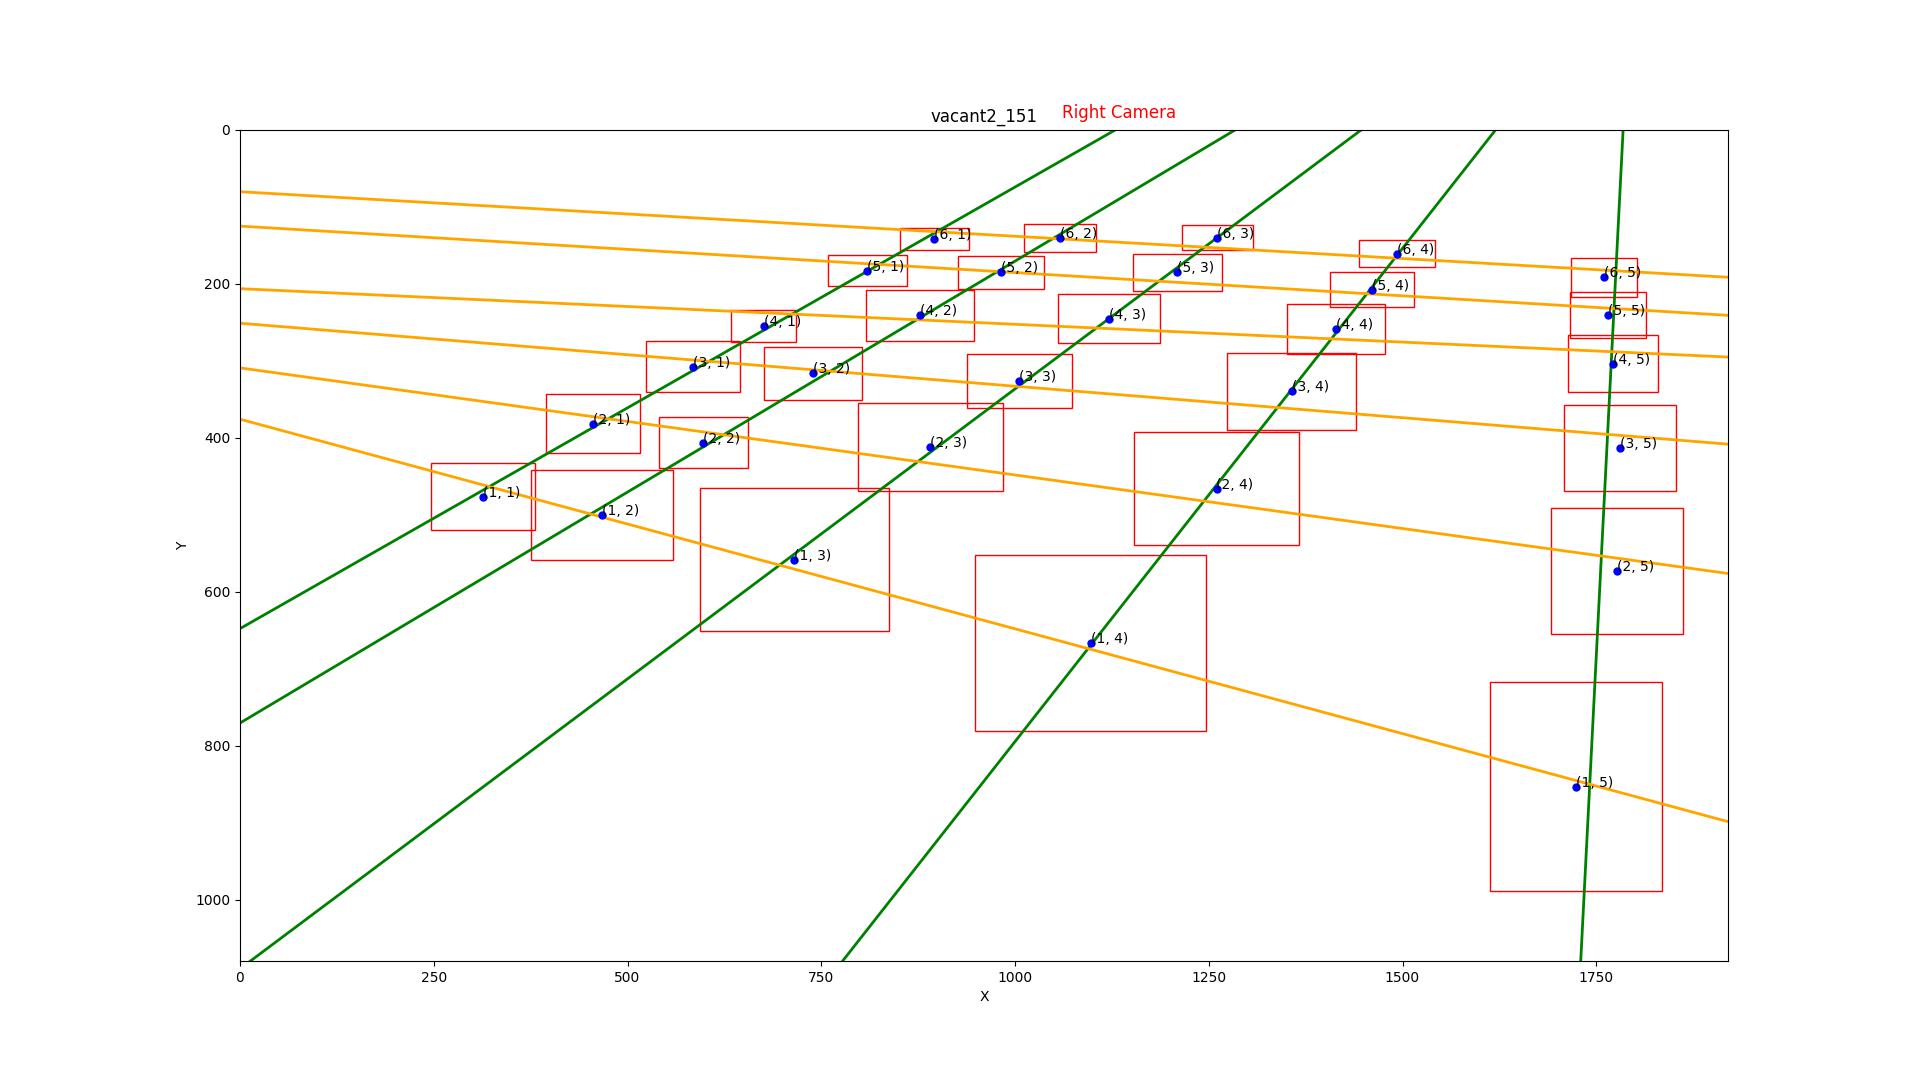 vacant2_151 Right Camera
0
(6, 1) (6, 2) (6, 3)
(6, 4)
(5, 1) (5, 2) (5, 3) (6, 5)
200 (5, 4)
(4, 1) (4, 2) (4, 3) (4, 4) (5, 5)
(3, 1) (3, 2) (3, 3) (3, 4) (4, 5)
400
(2, 1) (2, 2) (2, 3) (3, 5)
(1, 1) (1, 2) (2, 4)
Y
(1, 3) (2, 5)
600
(1, 4)
800 (1, 5)
1000
0 250 500 750 1000 1250 1500 1750
X